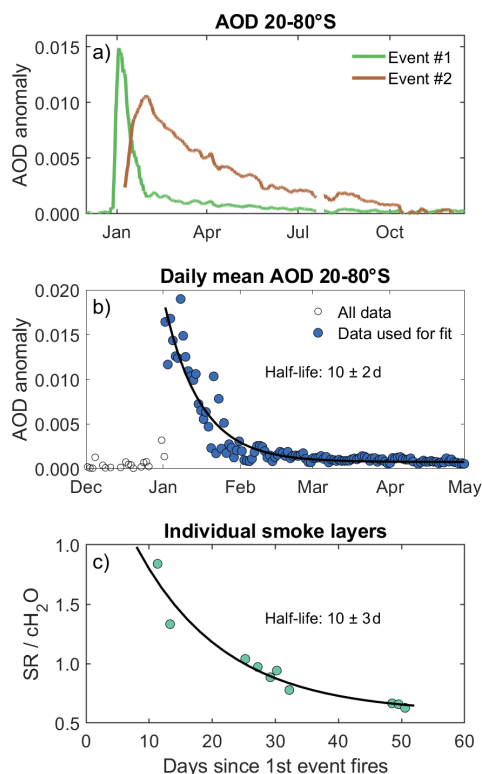 AOD 20-80°S
a)
Event #1
Event #2
AOD anomaly
0.015
0.010
0.005
0.000
Jan Apr Jul Oct
Daily mean AOD 20-80°S
b)
All data
Data used for fit
Half-life: 10 ± 2 d
AOD anomaly
0.020
0.015
0.010
0.005
0.000
Dec Jan Feb Mar Apr May
Individual smoke layers
c)
Half-life: 10 ± 3 d
SR / cH₂O
1.0
1.5
1.0
0.5
0 10 20 30 40 50 60
Days since 1st event fires